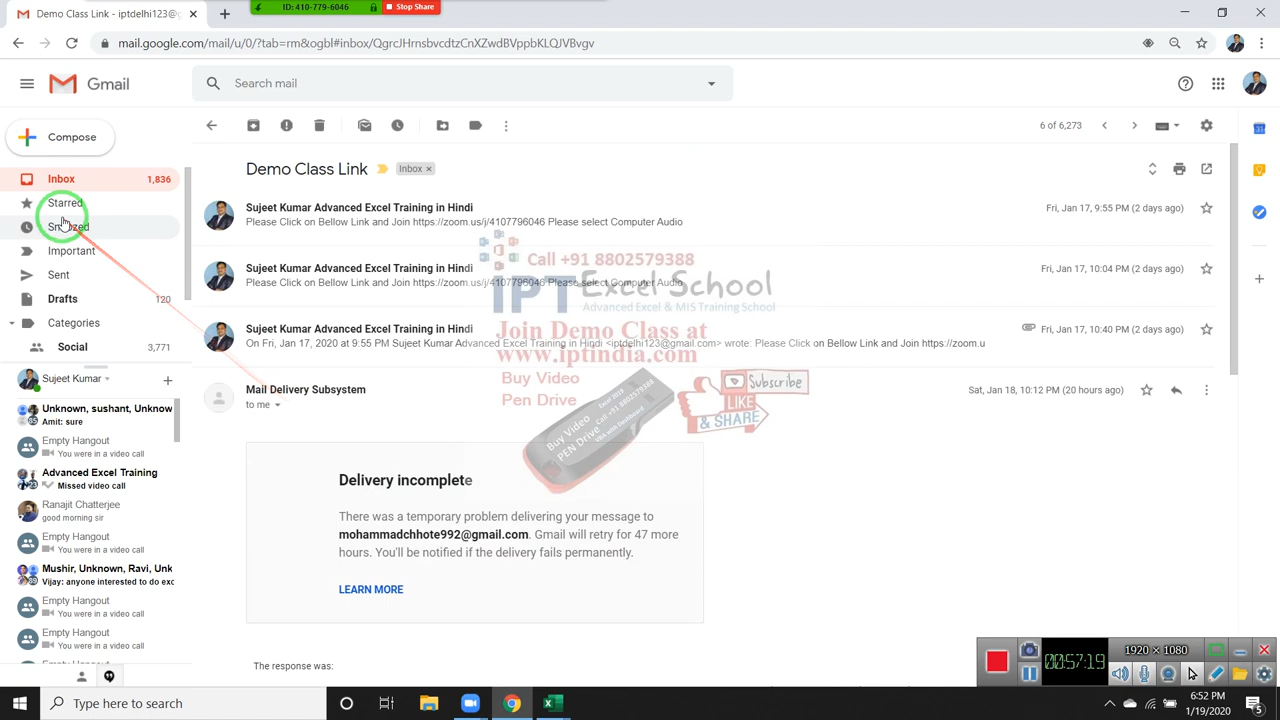 Demo Class Link - iptdelhi123@g
ID: 410-779-6046
Stop Share
mail.google.com/mail/u/0/?tab=rm&ogbl#inbox/QgrcJHrnsbvcdtzCnXZwdBVppbKLQJVBvgv
Gmail
Search mail
Compose
6 of 6,273
Inbox 1,836
Starred
Snoozed
Important
Sent
Drafts 120
Categories
Social 3,771
Sujeet Kumar
Unknown, sushant, Unknow
Amit: sure
Empty Hangout
You were in a video call
Advanced Excel Training
Missed video call
Ranajit Chatterjee
good morning sir
Empty Hangout
You were in a video call
Mushir, Unknown, Ravi, Unk
Vijay: anyone interested to do exc
Empty Hangout
You were in a video call
Empty Hangout
You were in a video call
Demo Class Link
Inbox
Sujeet Kumar Advanced Excel Training in Hindi
Fri, Jan 17, 9:55 PM (2 days ago)
Please Click on Bellow Link and Join https://zoom.us/j/4107796046 Please select Computer Audio
Sujeet Kumar Advanced Excel Training in Hindi
Fri, Jan 17, 10:04 PM (2 days ago)
Please Click on Bellow Link and Join https://zoom.us/j/4107796046 Please select Computer Audio
Sujeet Kumar Advanced Excel Training in Hindi
Fri, Jan 17, 10:40 PM (2 days ago)
On Fri, Jan 17, 2020 at 9:55 PM Sujeet Kumar Advanced Excel Training in Hindi <iptdelhi123@gmail.com> wrote: Please Click on Bellow Link and Join https://zoom.u
Mail Delivery Subsystem
Sat, Jan 18, 10:12 PM (20 hours ago)
to me
Delivery incomplete
There was a temporary problem delivering your message to
mohammadchhote992@gmail.com. Gmail will retry for 47 more
hours. You'll be notified if the delivery fails permanently.
LEARN MORE
The response was:
Call +91 8802579388
IPT Excel School
Advanced Excel & MIS Training School
Join Demo Class at
www.iptindia.com
Buy Video
Pen Drive
Buy Video
PEN Drive
Call +91 8802579388
Subscribe
LIKE
& SHARE
00:57:19
1920 × 1080
Type here to search
6:52 PM
1/19/2020
5